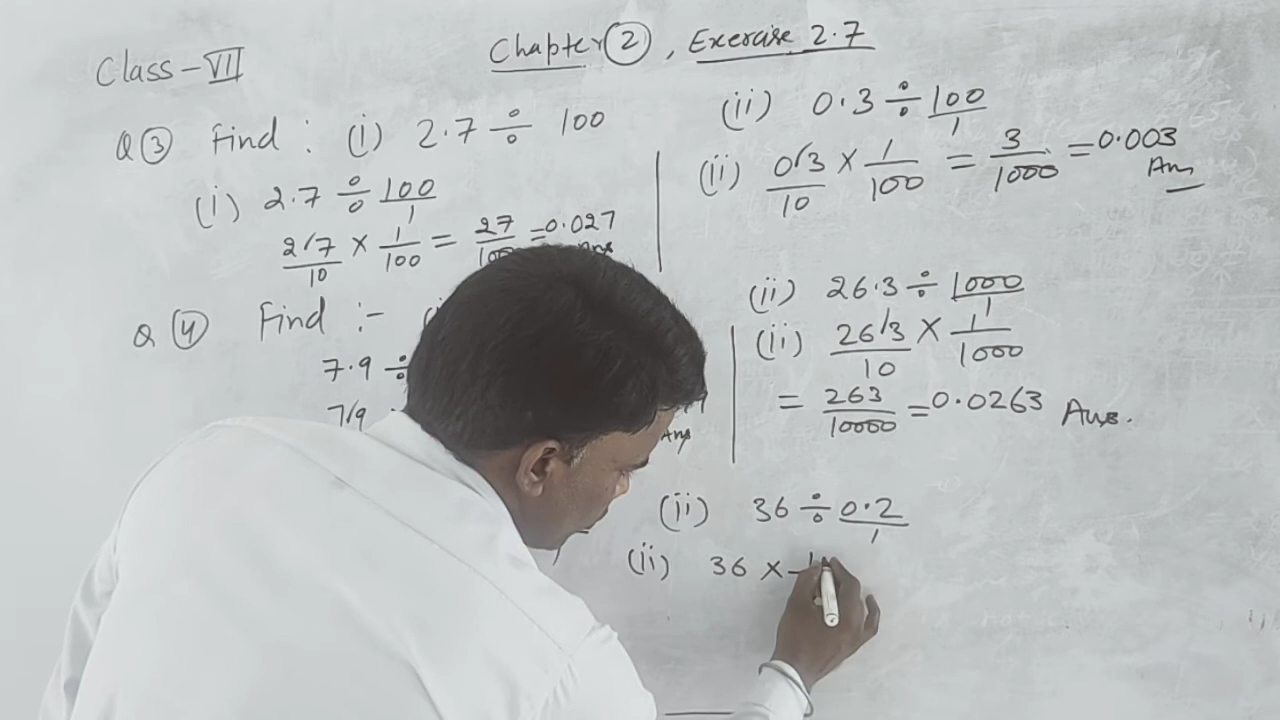 Class-VII
Chapter 2, Exercise 2.7
Q 3 Find : (i) 2.7 ÷ 100
(i) 2.7 ÷ 100/1
2/7/10 × 1/100 = 27/100 = 0.027
(ii) 0.3 ÷ 100/1
(ii) 0/3/10 × 1/100 = 3/1000 = 0.003
Ans
Q 4 Find :-
7.9 ÷
7/9
Ans
(ii) 26.3 ÷ 1000/1
(ii) 26/3/10 × 1/1000
= 263/10000 = 0.0263 Ans.
(ii) 36 ÷ 0.2/1
(ii) 36 ×